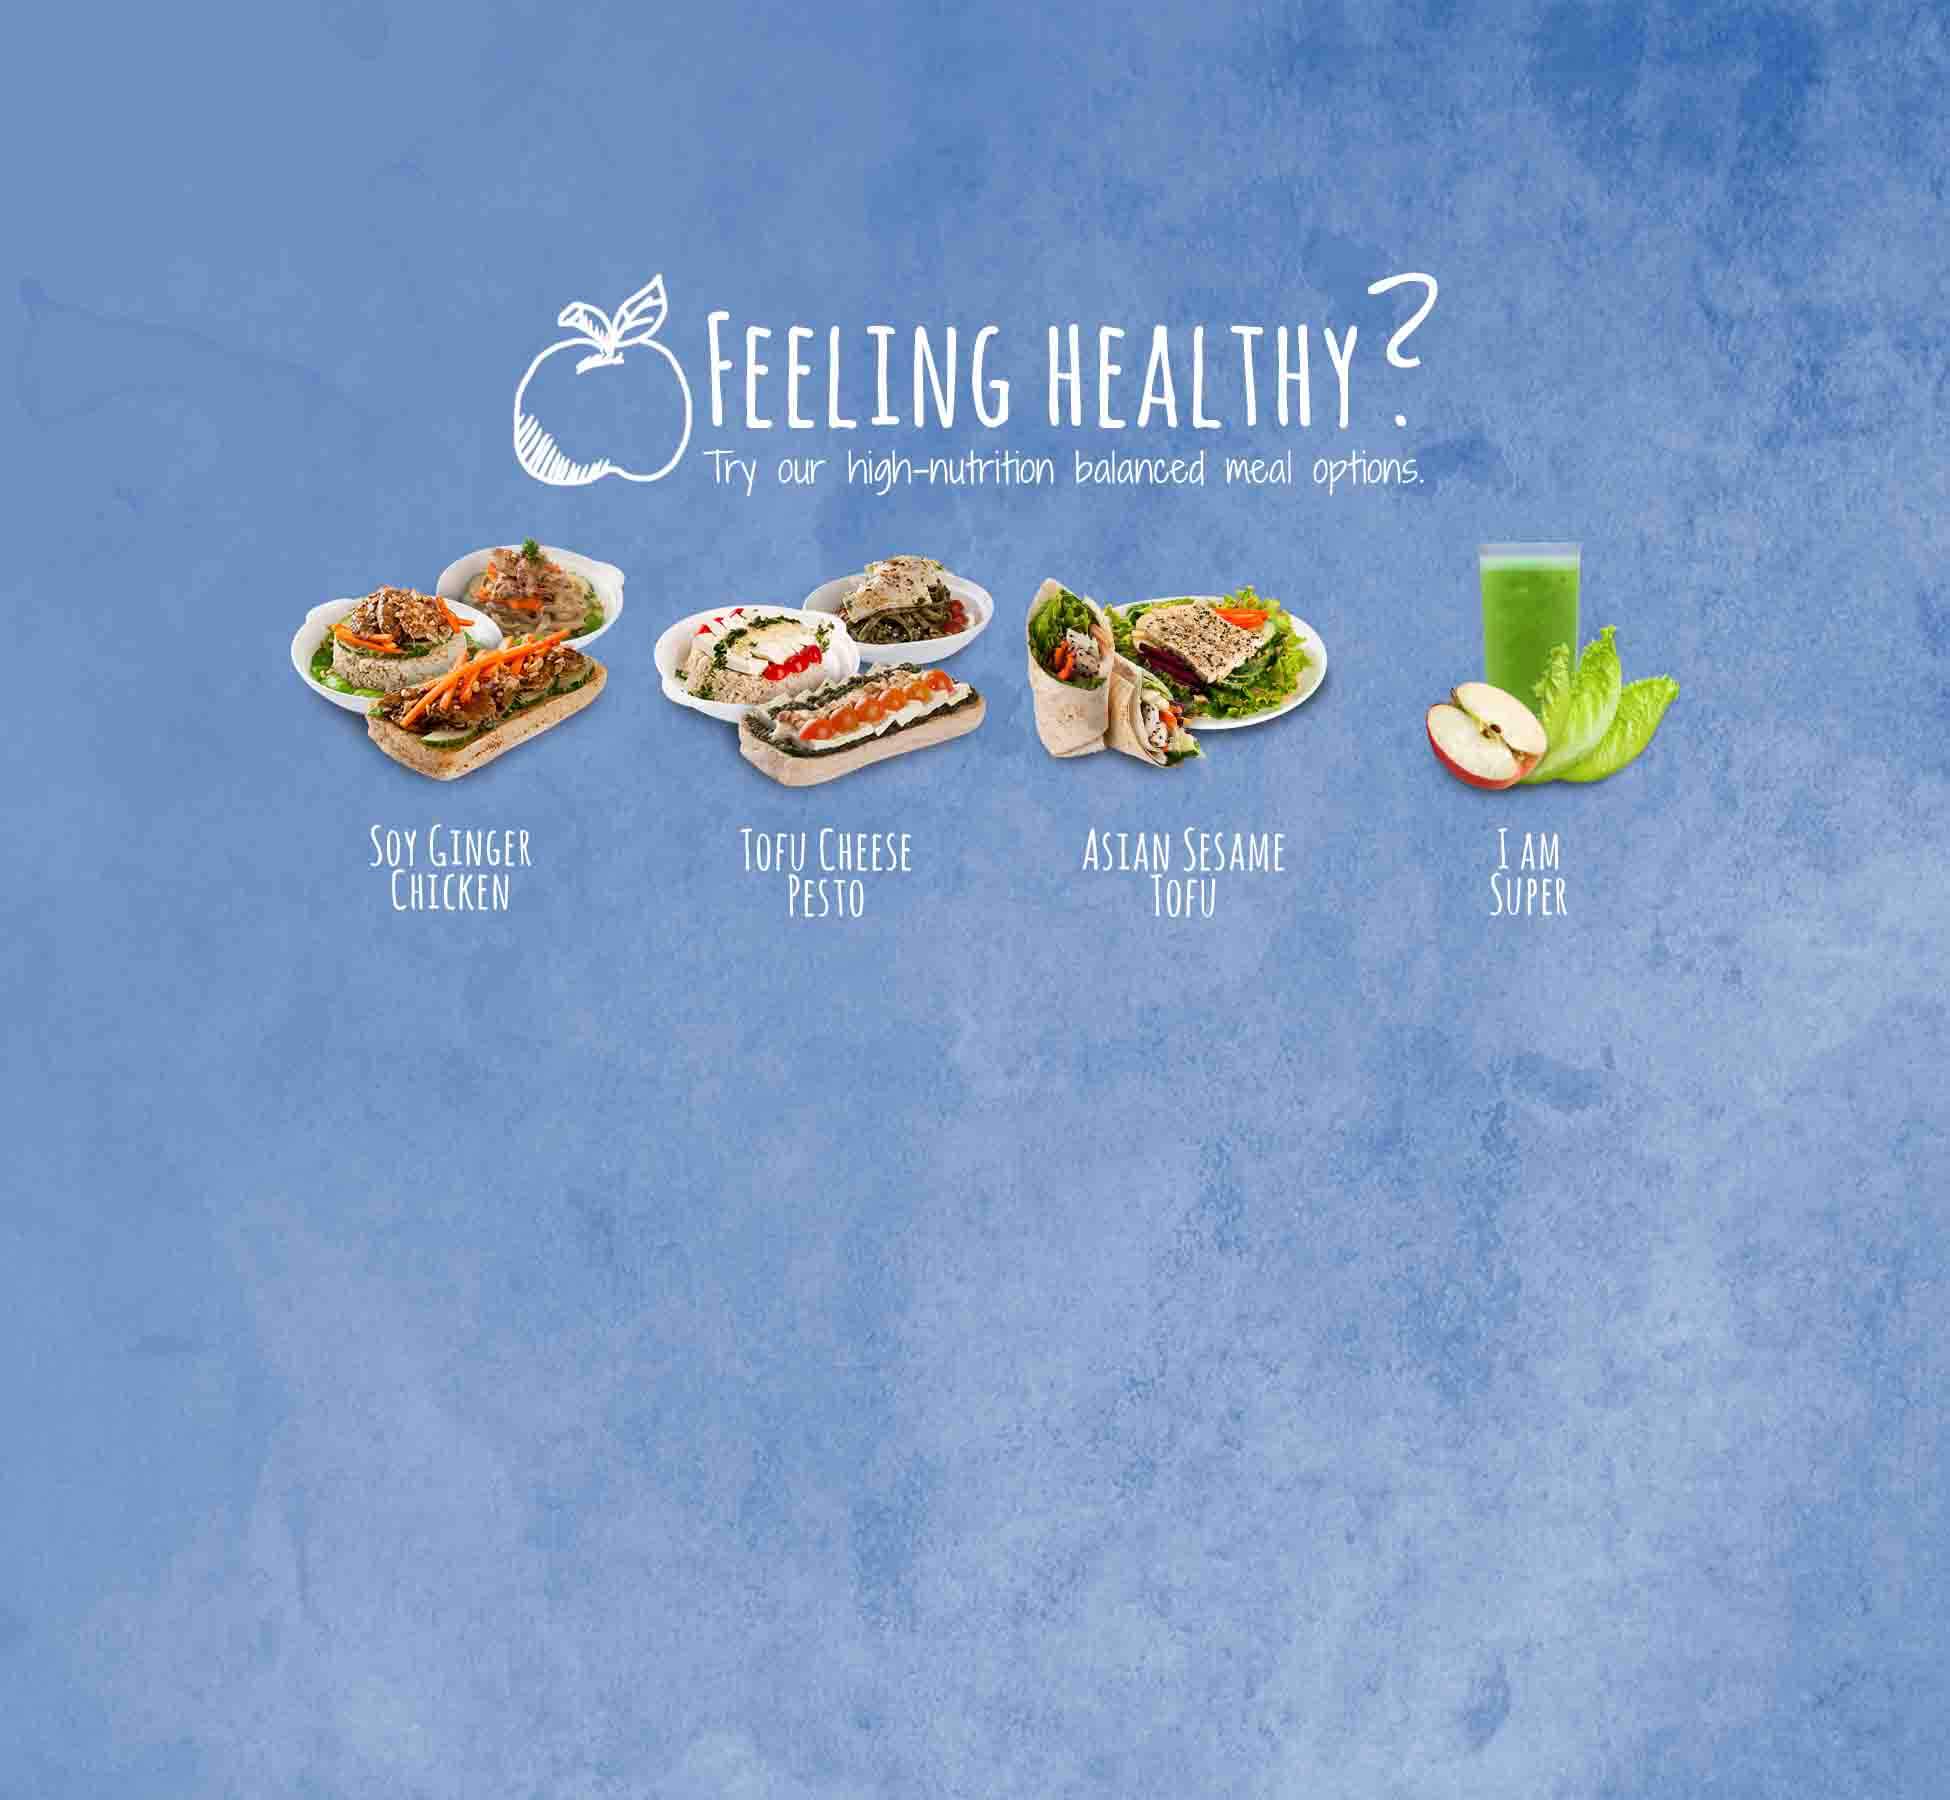 Feeling healthy?
Try our high-nutrition balanced meal options.
Soy Ginger
Chicken
Tofu Cheese
Pesto
Asian Sesame
Tofu
I am
Super